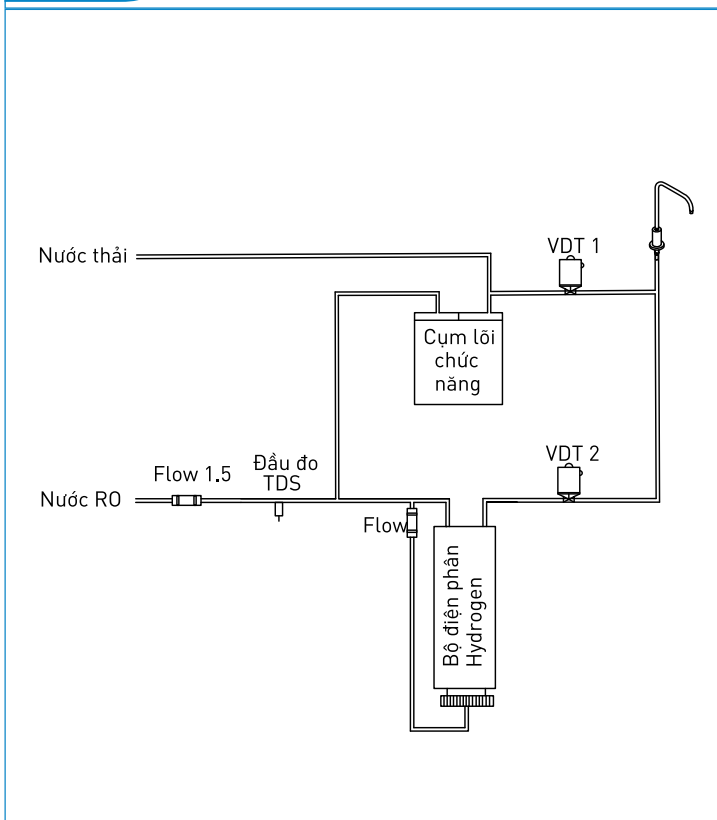 VDT 1
Nước thải
Cụm lõi
chức
năng
VDT 2
Flow 1.5
Đầu đo
TDS
Nước RO
Flow
Bộ điện phân
Hydrogen